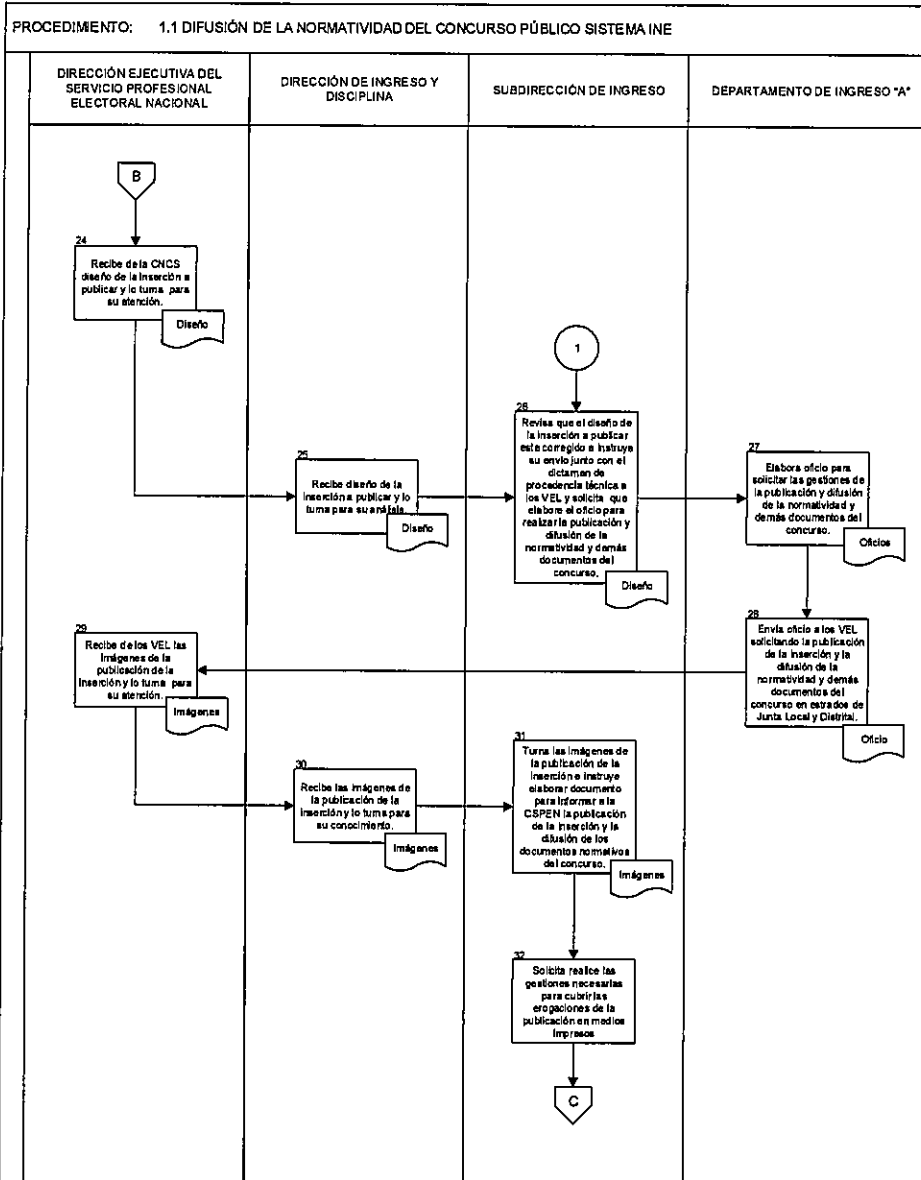 PROCEDIMIENTO: 1.1 DIFUSIÓN DE LA NORMATIVIDAD DEL CONCURSO PÚBLICO SISTEMA INE
DIRECCIÓN EJECUTIVA DEL
SERVICIO PROFESIONAL
ELECTORAL NACIONAL
DIRECCIÓN DE INGRESO Y
DISCIPLINA
SUBDIRECCIÓN DE INGRESO
DEPARTAMENTO DE INGRESO "A"
B
24
Recibe de la CNCS
diseño de la inserción a
publicar y lo turna para
su atención.
Diseño
1
25
Recibe diseño de la
inserción a publicar y lo
turna para su análisis.
Diseño
26
Revisa que el diseño de
la inserción a publicar
este corregido e instruye
su envío junto con el
dictamen de
procedencia técnica a
los VEL y solicita que
elabore el oficio para
realizar la publicación y
difusión de la
normatividad y demás
documentos del
concurso.
Diseño
27
Elabora oficio para
solicitar las gestiones de
la publicación y difusión
de la normatividad y
demás documentos del
concurso.
Oficios
28
Envía oficio a los VEL
solicitando la publicación
de la inserción y la
difusión de la
normatividad y demás
documentos del
concurso en estrados de
Junta Local y Distrital.
Oficio
29
Recibe de los VEL las
imágenes de la
publicación de la
inserción y lo turna para
su atención.
Imágenes
30
Recibe las imágenes de
la publicación de la
inserción y lo turna para
su conocimiento.
Imágenes
31
Turna las imágenes de
la publicación de la
inserción e instruye
elaborar documento
para informar a la
CSPEN la publicación
de la inserción y la
difusión de los
documentos normativos
del concurso.
Imágenes
32
Solicita realice las
gestiones necesarias
para cubrir las
erogaciones de la
publicación en medios
impresos
C